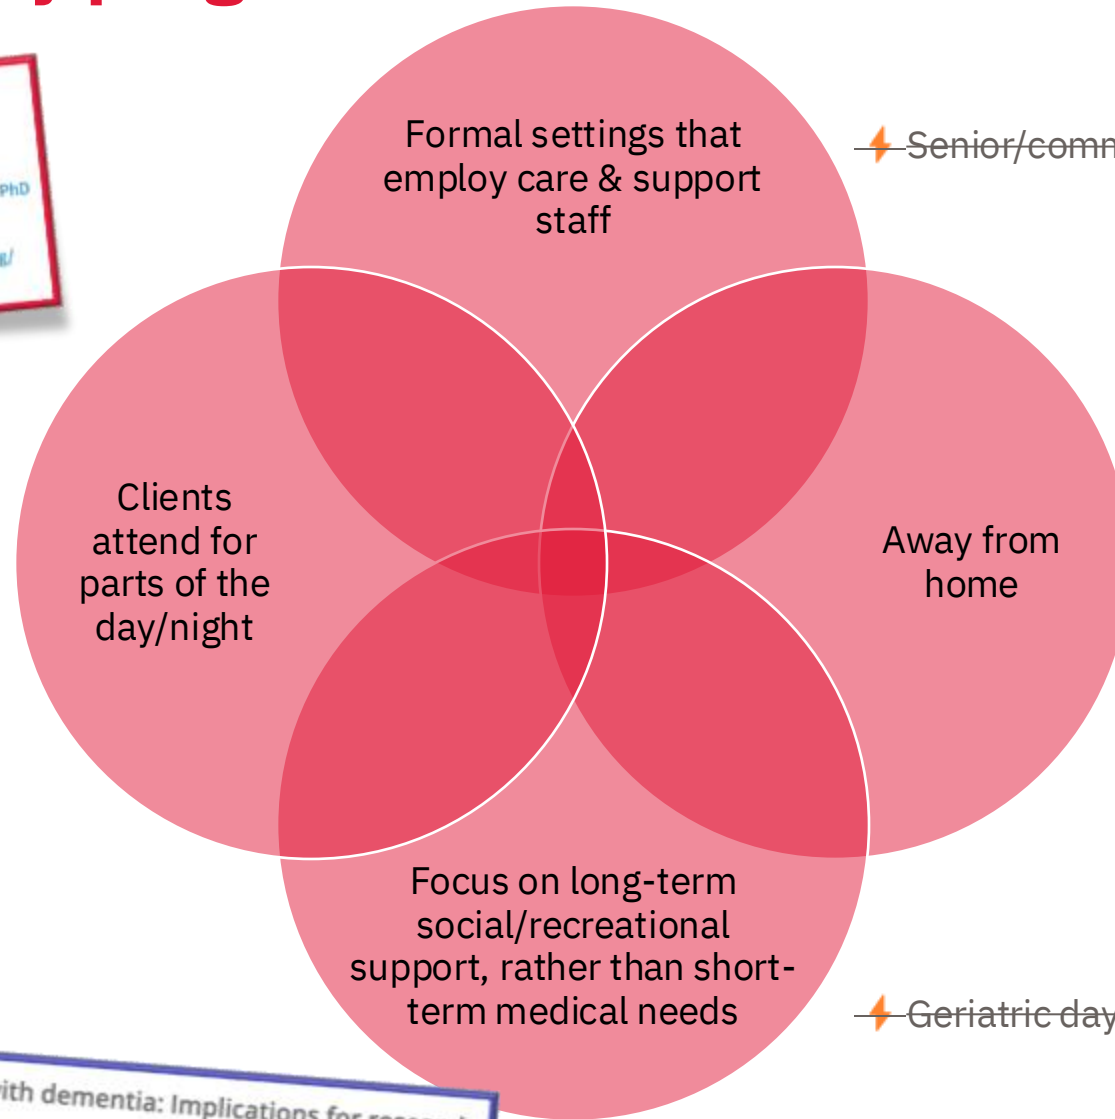 PhD
g/
Formal settings that
employ care & support
staff
Senior/comm
Clients
attend for
parts of the
day/night
Away from
home
Focus on long-term
social/recreational
support, rather than short-
term medical needs
Geriatric day
with dementia: Implications for